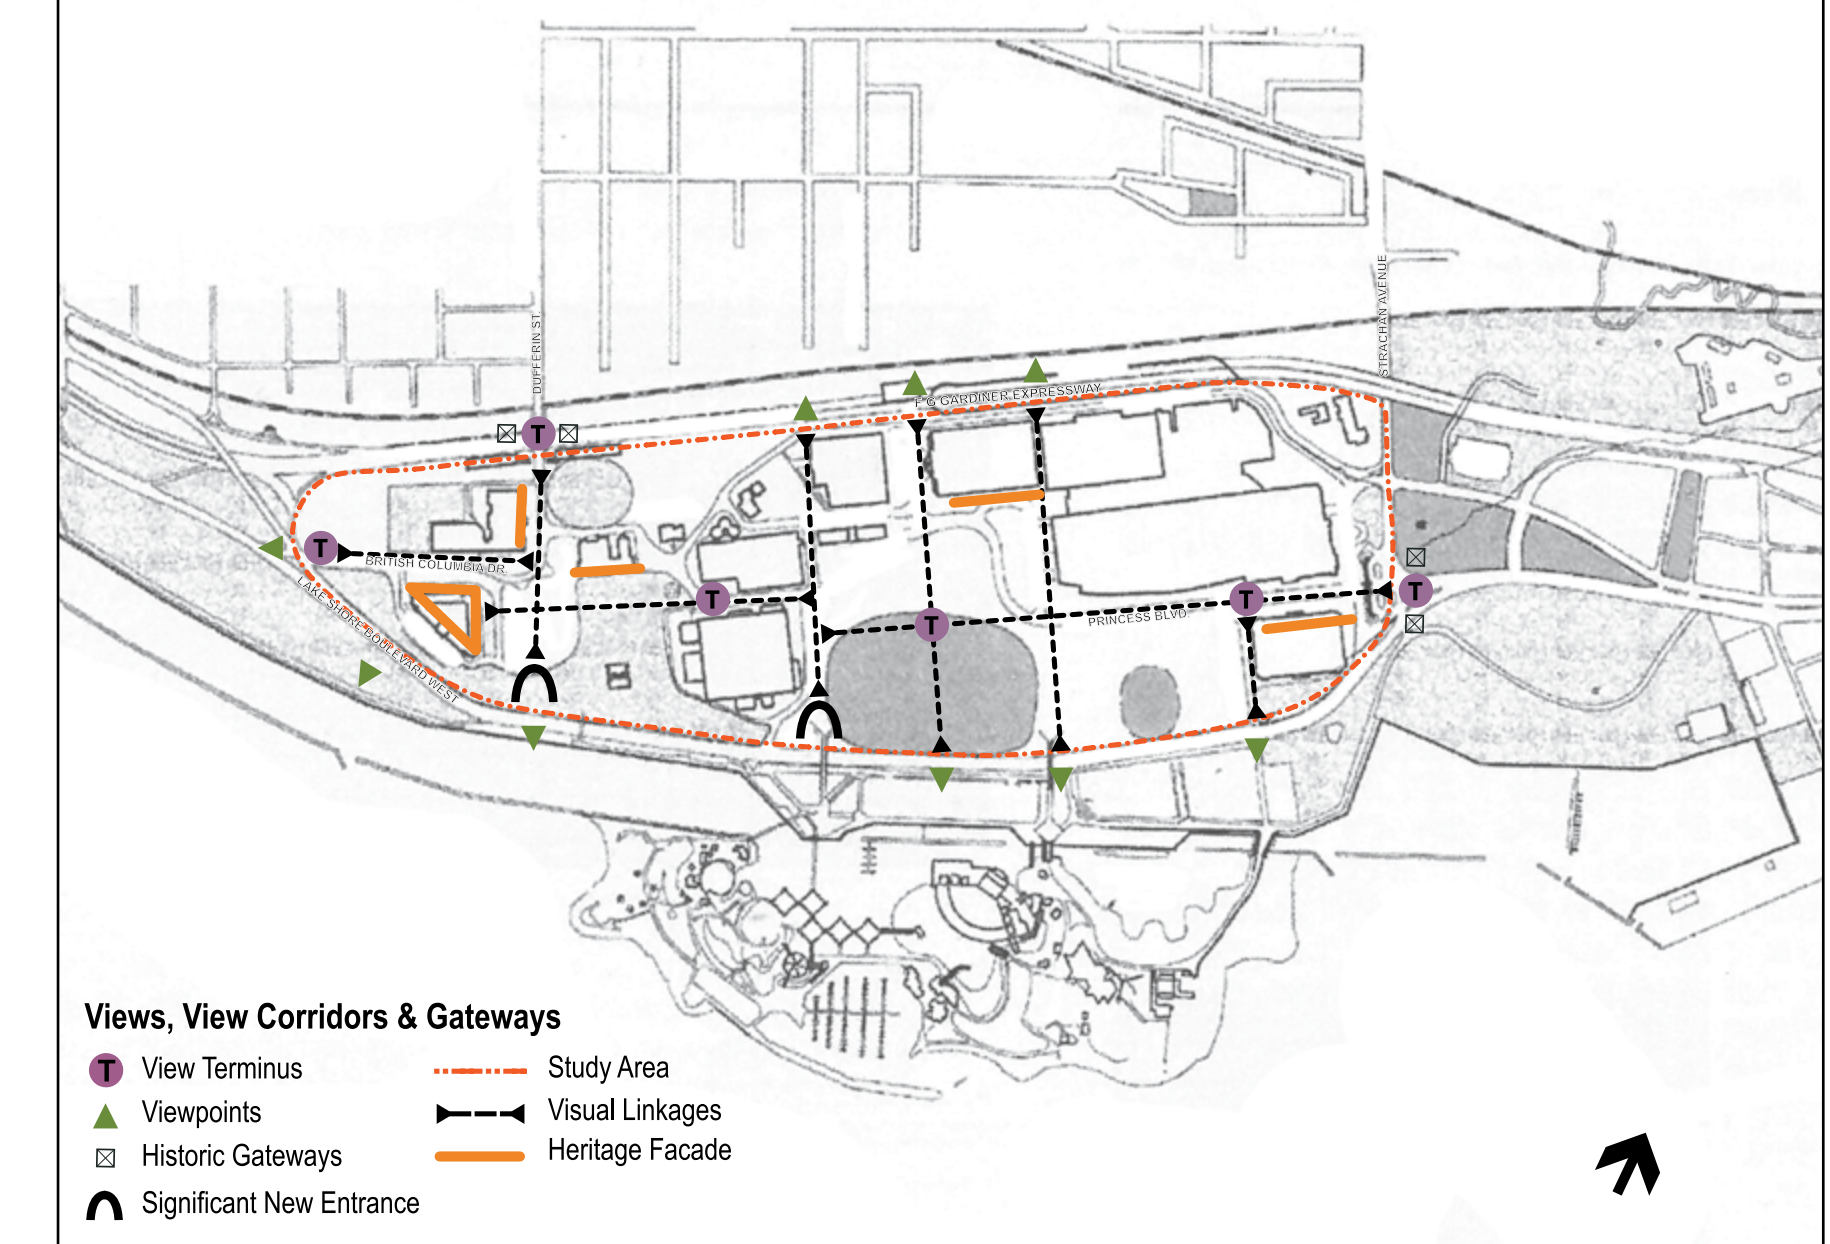 STRACHAN AVENUE
DUFFERIN ST.
F G GARDINER EXPRESSWAY
T
T
BRITISH COLUMBIA DR.
LAKE SHORE BOULEVARD WEST
T
T
T
T
PRINCESS BLVD.
Views, View Corridors & Gateways
T View Terminus
Viewpoints
Historic Gateways
Significant New Entrance
Study Area
Visual Linkages
Heritage Facade